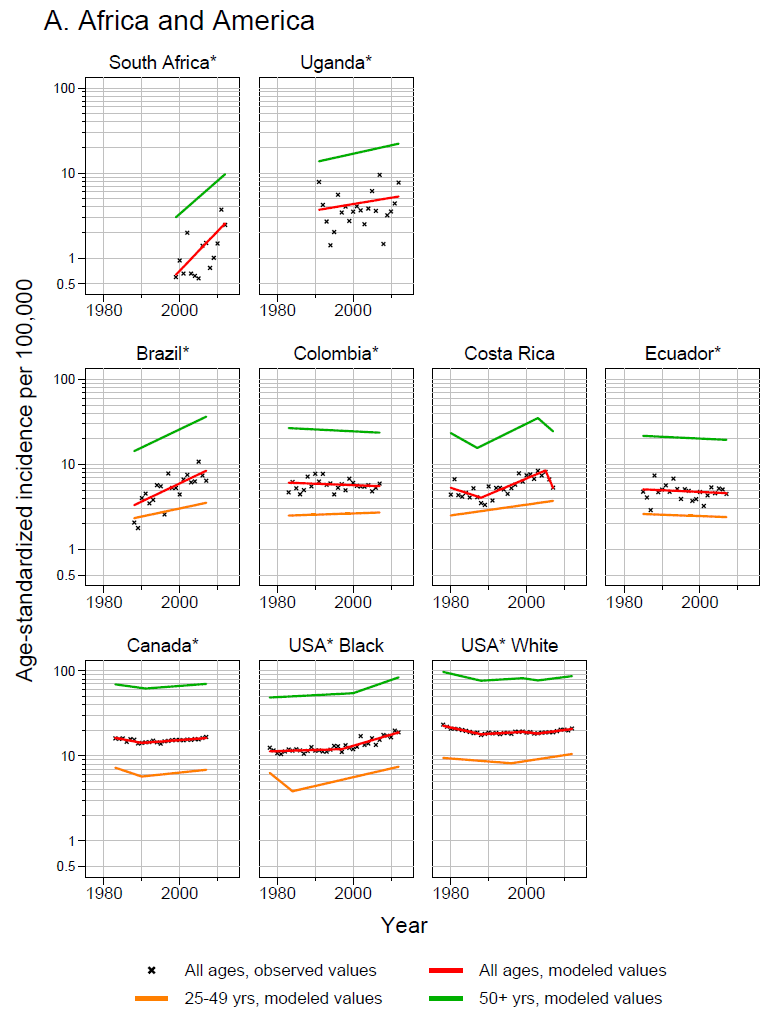 A. Africa and America
South Africa* Uganda*
100
10
1
0.5
1980 2000 1980 2000
Brazil* Colombia* Costa Rica Ecuador*
100
10
1
0.5
1980 2000 1980 2000 1980 2000 1980 2000
Canada* USA* Black USA* White
100
10
1
0.5
1980 2000 1980 2000 1980 2000
Age-standardized incidence per 100,000
Year
All ages, observed values All ages, modeled values
25-49 yrs, modeled values 50+ yrs, modeled values